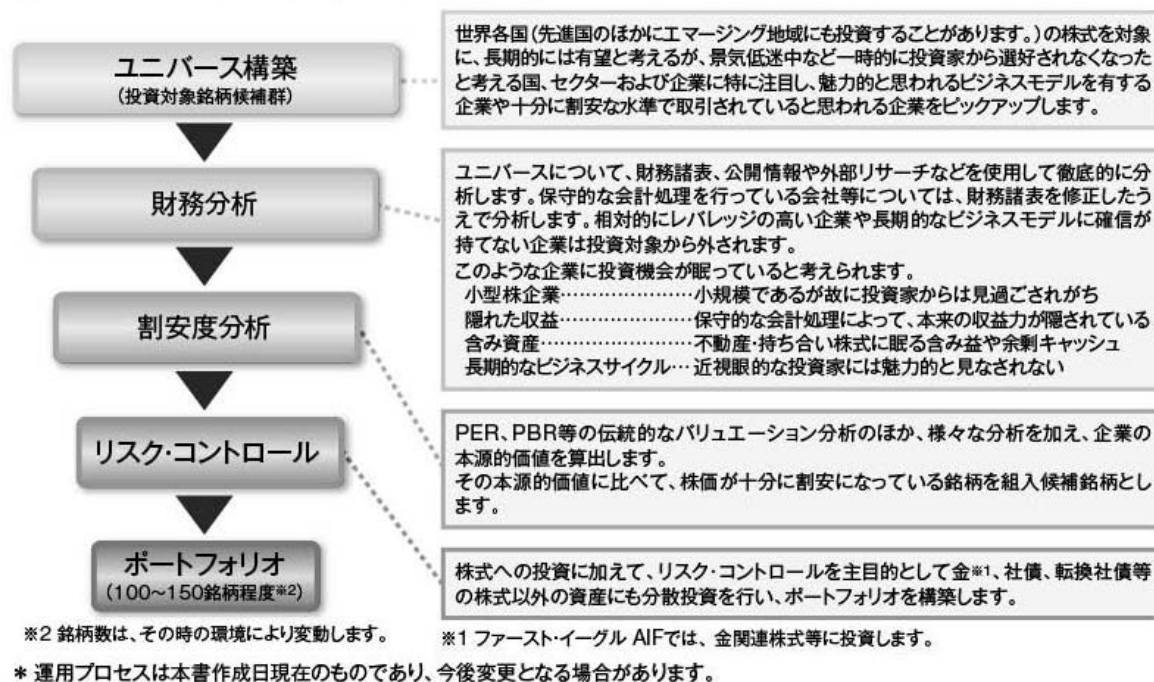 ユニバース構築
(投資対象銘柄候補群)
世界各国(先進国のほかにエマージング地域にも投資することがあります。)の株式を対象
に、長期的には有望と考えるが、景気低迷中など一時的に投資家から選好されなくなった
と考える国、セクターおよび企業に特に注目し、魅力的と思われるビジネスモデルを有する
企業や十分に割安な水準で取引されていると思われる企業をピックアップします。
財務分析
ユニバースについて、財務諸表、公開情報や外部リサーチなどを使用して徹底的に分
析します。保守的な会計処理を行っている会社等については、財務諸表を修正したう
えで分析します。相対的にレバレッジの高い企業や長期的なビジネスモデルに確信が
持てない企業は投資対象から外されます。
このような企業に投資機会が眠っていると考えられます。
小型株企業…………………小規模であるが故に投資家からは見過ごされがち
隠れた収益…………………保守的な会計処理によって、本来の収益力が隠されている
含み資産……………………不動産・持ち合い株式に眠る含み益や余剰キャッシュ
長期的なビジネスサイクル…近視眼的な投資家には魅力的と見なされない
割安度分析
PER、PBR等の伝統的なバリュエーション分析のほか、様々な分析を加え、企業の
本源的価値を算出します。
その本源的価値に比べて、株価が十分に割安になっている銘柄を組入候補銘柄とし
ます。
リスク・コントロール
株式への投資に加えて、リスク・コントロールを主目的として金※1、社債、転換社債等
の株式以外の資産にも分散投資を行い、ポートフォリオを構築します。
ポートフォリオ
(100~150銘柄程度※2)
※2 銘柄数は、その時の環境により変動します。
※1 ファースト・イーグル AIFでは、金関連株式等に投資します。
* 運用プロセスは本書作成日現在のものであり、今後変更となる場合があります。